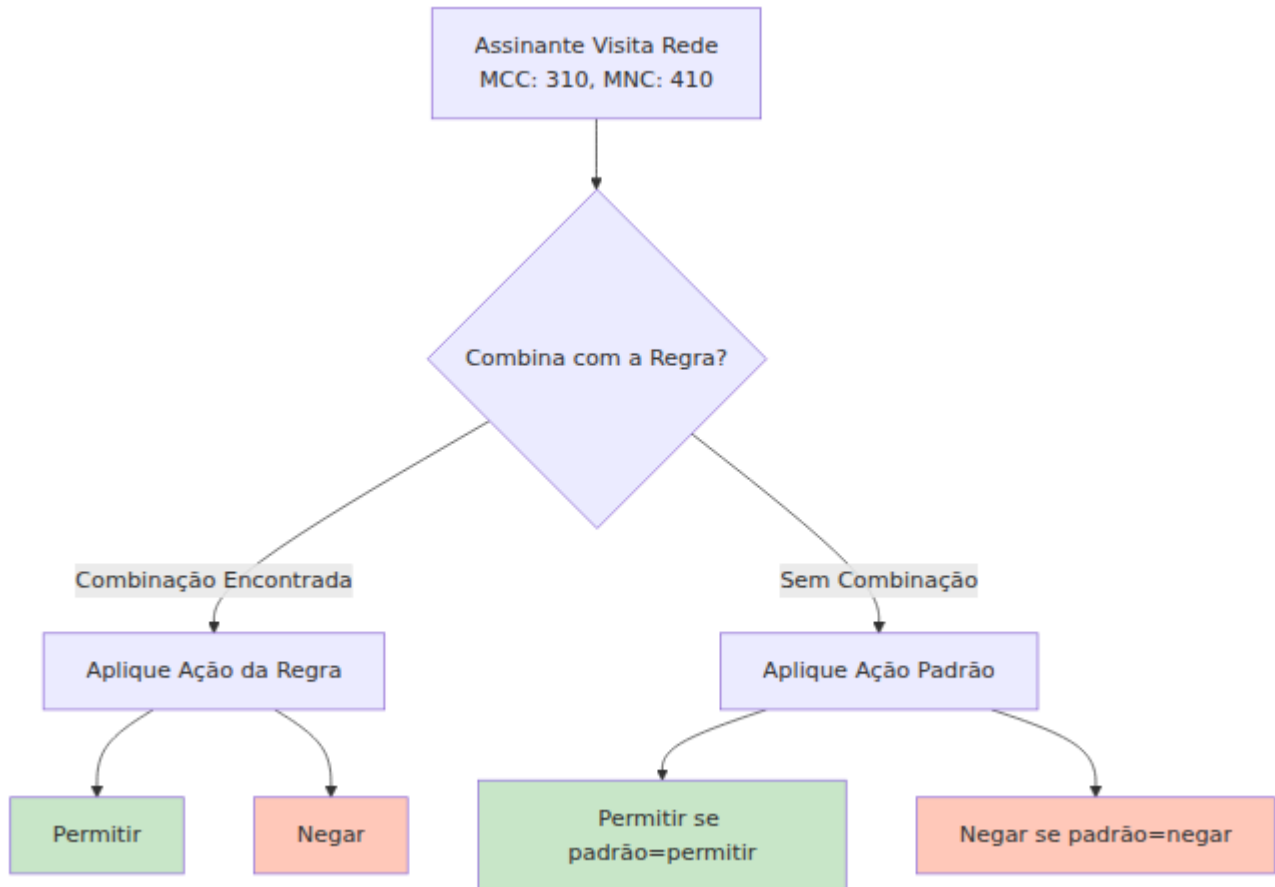 Assinante Visita Rede
MCC: 310, MNC: 410
Combina com a Regra?
Combinação Encontrada
Sem Combinação
Aplique Ação da Regra
Aplique Ação Padrão
Permitir
Negar
Permitir se
padrão=permitir
Negar se padrão=negar